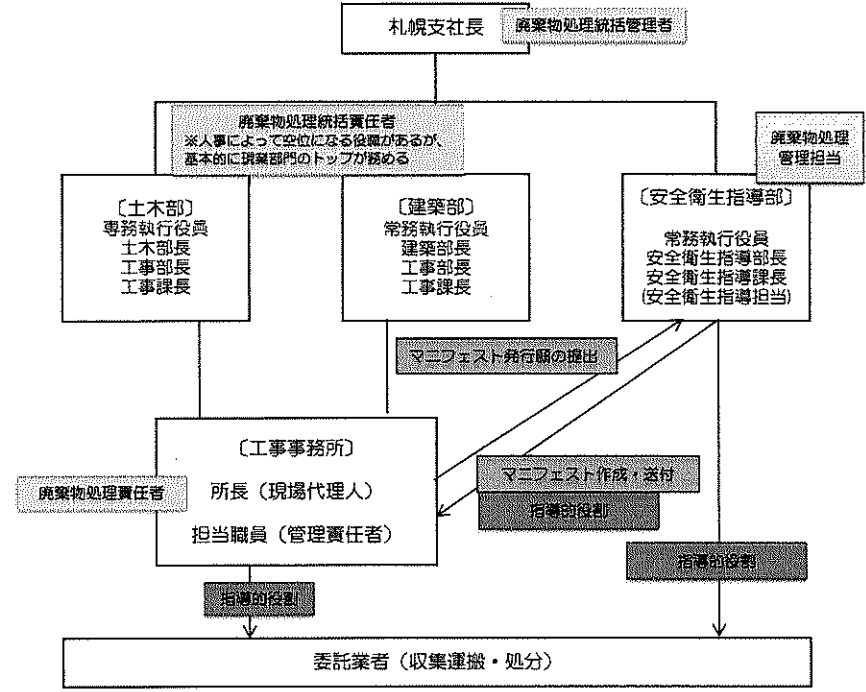 札幌支社長
廃棄物処理統括管理者
廃棄物処理統括責任者
※人事によって空位になる役職があるが、
基本的に現業部門のトップが務める
廃棄物処理
管理担当
〔土木部〕
専務執行役員
土木部長
工事部長
工事課長
〔建築部〕
常務執行役員
建築部長
工事部長
工事課長
〔安全衛生指導部〕
常務執行役員
安全衛生指導部長
安全衛生指導課長
(安全衛生指導担当)
マニフェスト発行願の提出
〔工事事務所〕
所長（現場代理人）
担当職員（管理責任者）
廃棄物処理責任者
マニフェスト作成・送付
指導的役割
指導的役割
指導的役割
委託業者（収集運搬・処分）